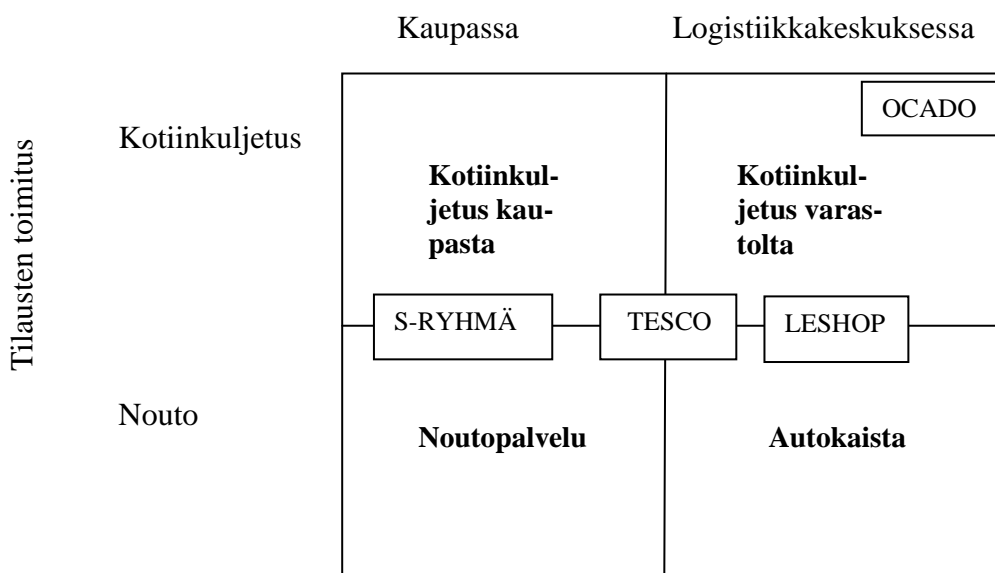 Kaupassa
Logistiikkakeskuksessa
OCADO
Kotiinkuljetus
Tilausten toimitus
Kotiinkul-
jetus kau-
pasta
Kotiinkul-
jetus varas-
tolta
S-RYHMÄ
TESCO
LESHOP
Nouto
Noutopalvelu
Autokaista